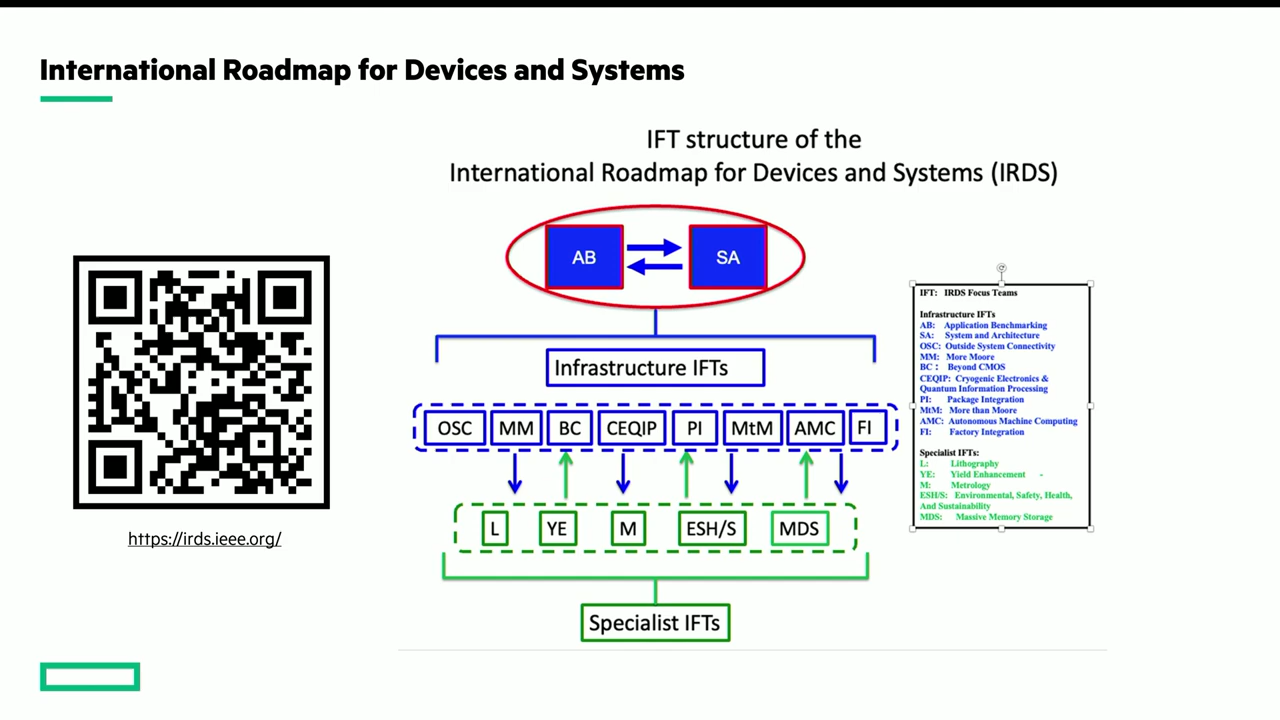 International Roadmap for Devices and Systems
IFT structure of the
International Roadmap for Devices and Systems (IRDS)
AB
SA
Infrastructure IFTs
OSC MM BC CEQIP PI MtM AMC FI
L YE M ESH/S MDS
Specialist IFTs
https://irds.ieee.org/
IFT: IRDS Focus Teams
Infrastructure IFTs
AB: Application Benchmarking
SA: System and Architecture
OSC: Outside System Connectivity
MM: More Moore
BC : Beyond CMOS
CEQIP: Cryogenic Electronics &
Quantum Information Processing
PI: Package Integration
MtM: More than Moore
AMC: Autonomous Machine Computing
FI: Factory Integration
Specialist IFTs:
L: Lithography
YE: Yield Enhancement -
M: Metrology
ESH/S: Environmental, Safety, Health,
And Sustainability
MDS: Massive Memory Storage